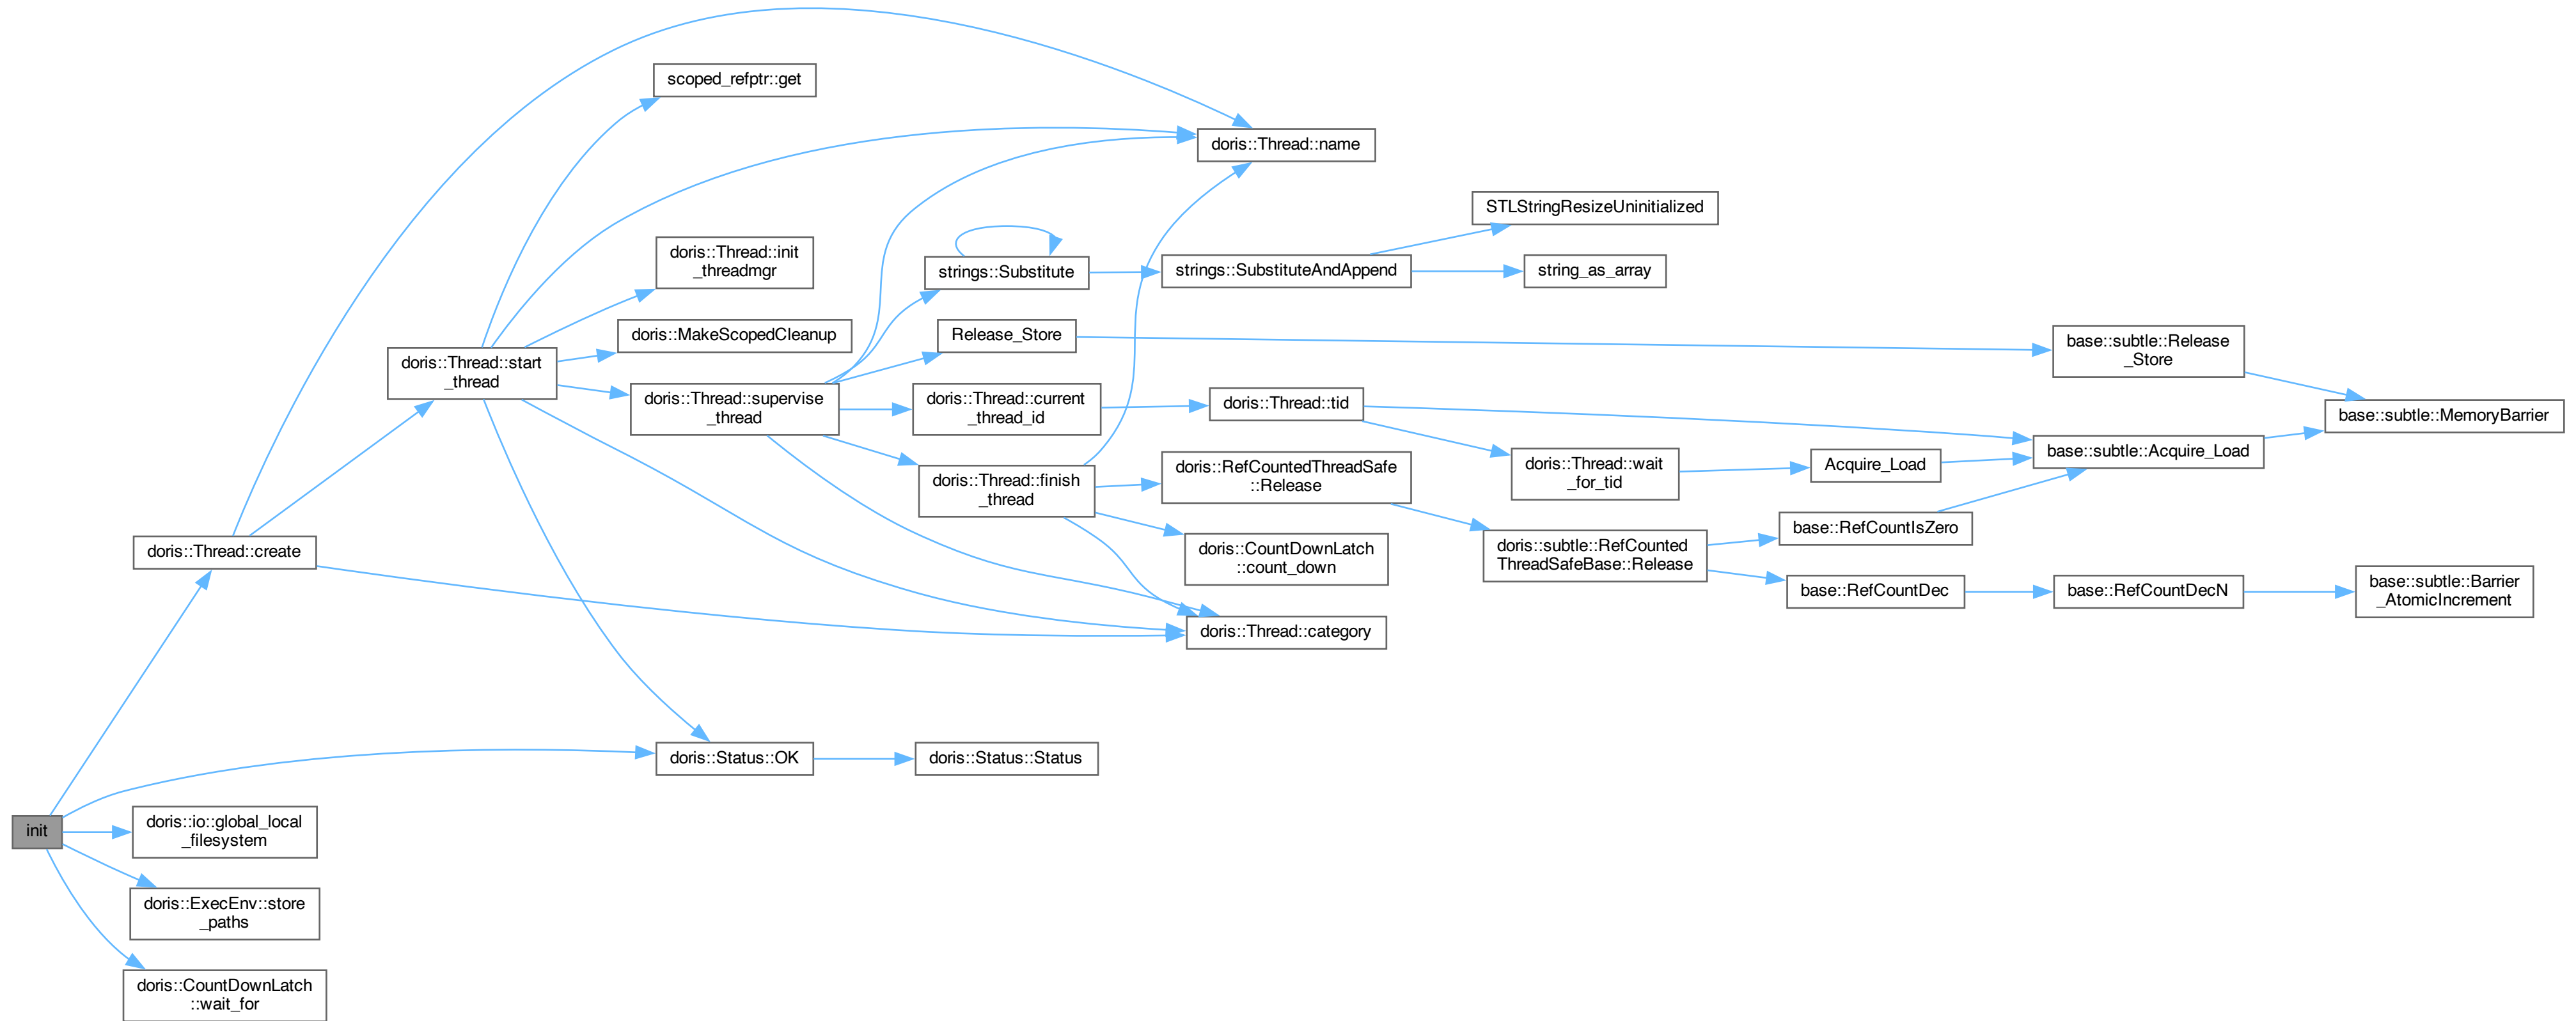 scoped_refptr::get
doris::Thread::name
STLStringResizeUninitialized
doris::Thread::init
_threadmgr
strings::Substitute
strings::SubstituteAndAppend
string_as_array
doris::MakeScopedCleanup
Release_Store
base::subtle::Release
_Store
doris::Thread::start
_thread
doris::Thread::supervise
_thread
doris::Thread::current
_thread_id
doris::Thread::tid
base::subtle::MemoryBarrier
doris::Thread::finish
_thread
doris::RefCountedThreadSafe
::Release
doris::Thread::wait
_for_tid
Acquire_Load
base::subtle::Acquire_Load
doris::Thread::create
doris::CountDownLatch
::count_down
doris::subtle::RefCounted
ThreadSafeBase::Release
base::RefCountIsZero
base::RefCountDec
base::RefCountDecN
base::subtle::Barrier
_AtomicIncrement
doris::Thread::category
doris::Status::OK
doris::Status::Status
init
doris::io::global_local
_filesystem
doris::ExecEnv::store
_paths
doris::CountDownLatch
::wait_for